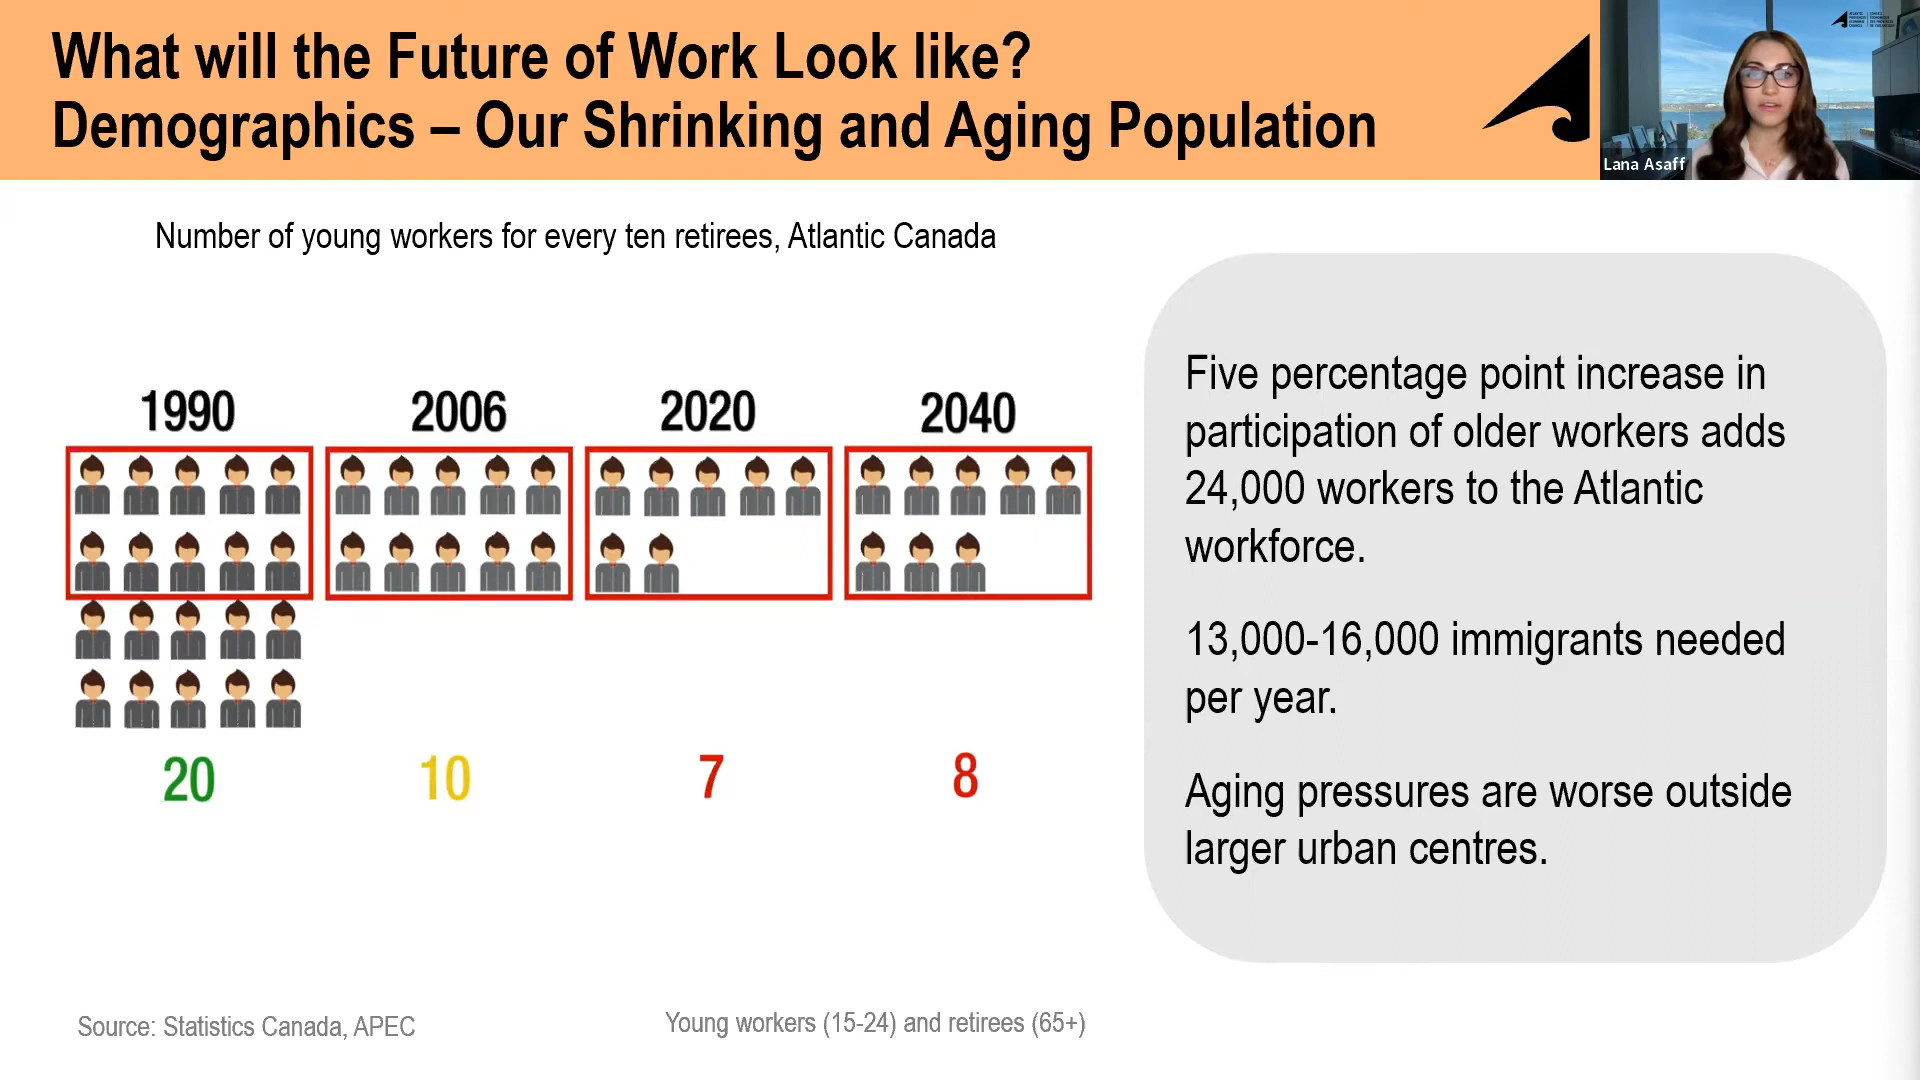 What will the Future of Work Look like?
Demographics – Our Shrinking and Aging Population
Lana Asaff
Number of young workers for every ten retirees, Atlantic Canada
1990 2006 2020 2040
20 10 7 8
Five percentage point increase in
participation of older workers adds
24,000 workers to the Atlantic
workforce.
13,000-16,000 immigrants needed
per year.
Aging pressures are worse outside
larger urban centres.
Source: Statistics Canada, APEC
Young workers (15-24) and retirees (65+)